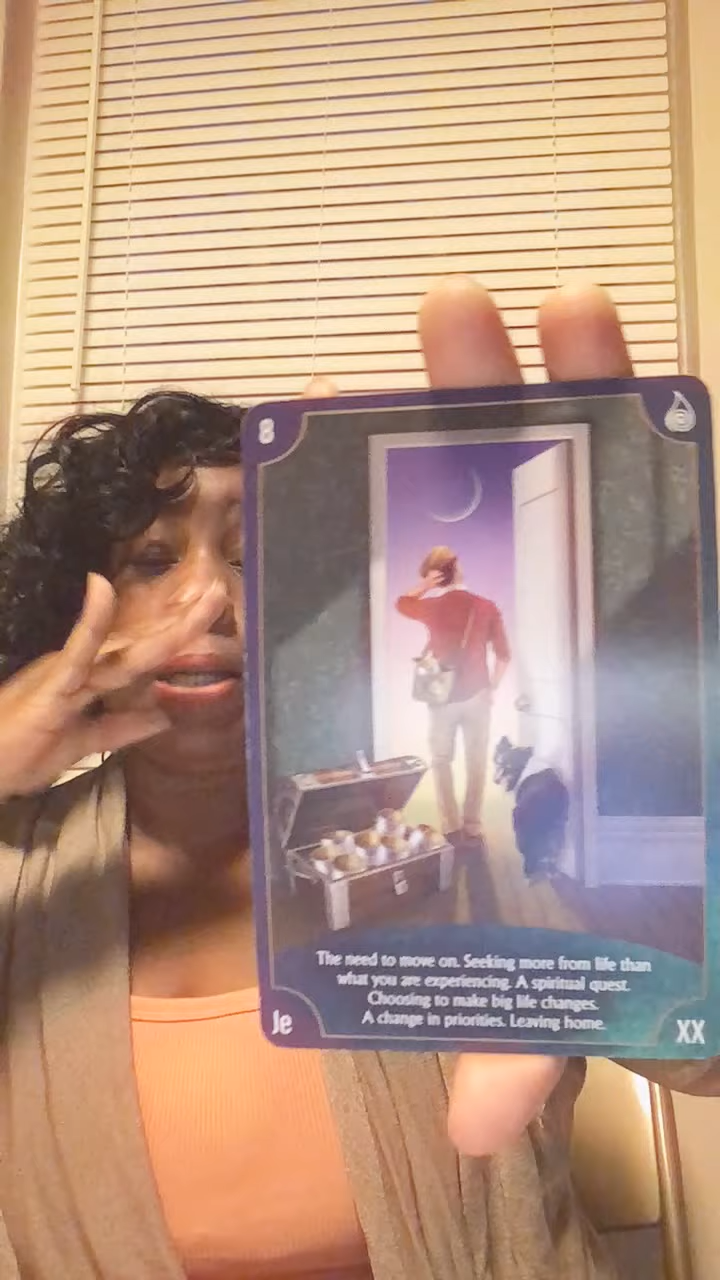 8
The need to move on. Seeking more from life than
what you are experiencing. A spiritual quest.
Choosing to make big life changes.
A change in priorities. Leaving home.
Je
XX